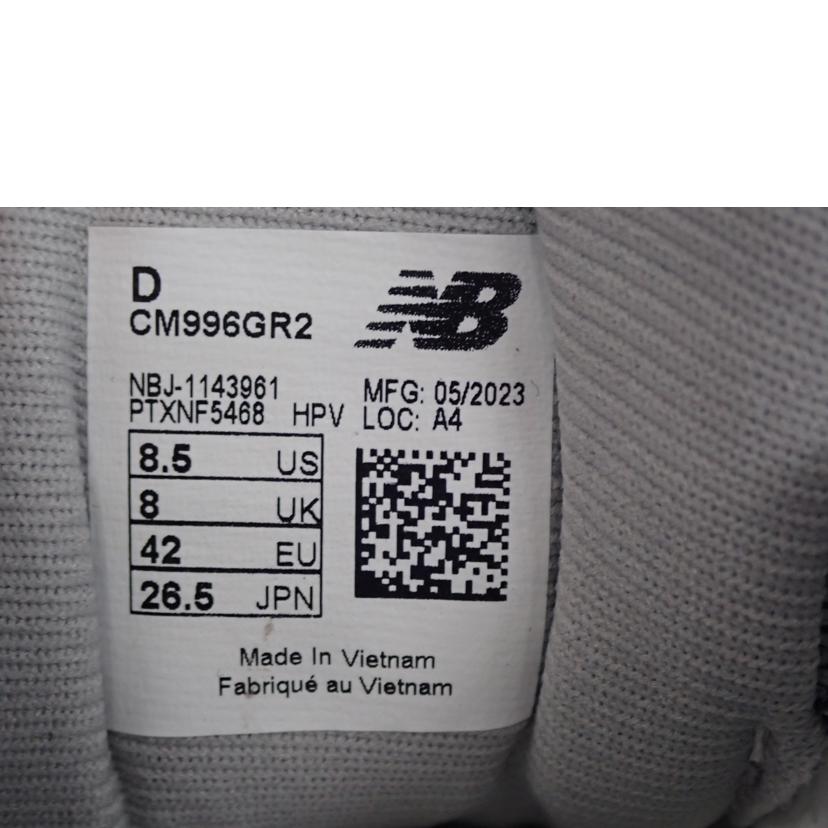 D
CM996GR2
NB
NBJ-1143961
PTXNF5468 HPV
MFG: 05/2023
LOC: A4
8.5 US
8 UK
42 EU
26.5 JPN
Made In Vietnam
Fabriqué au Vietnam